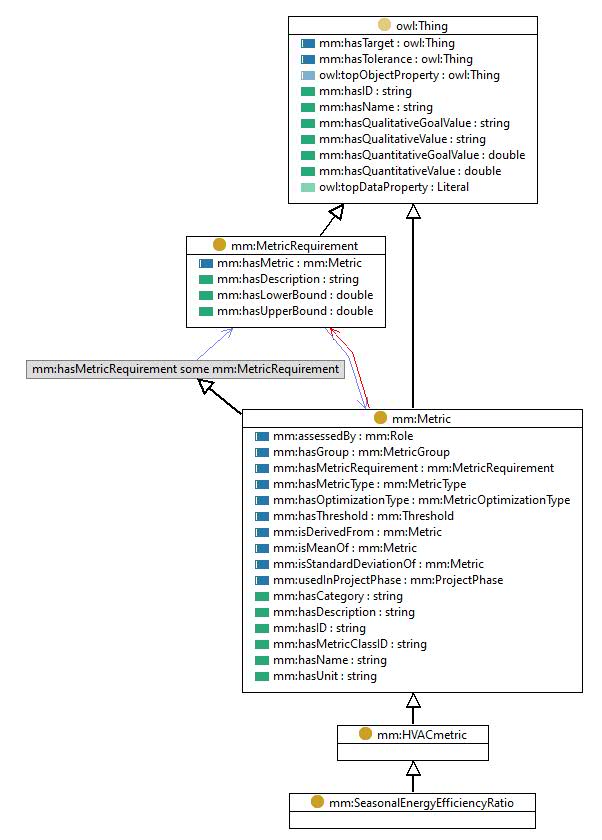 owl:Thing
mm:hasTarget : owl:Thing
mm:hasTolerance : owl:Thing
owl:topObjectProperty : owl:Thing
mm:hasID : string
mm:hasName : string
mm:hasQualitativeGoalValue : string
mm:hasQualitativeValue : string
mm:hasQuantitativeGoalValue : double
mm:hasQuantitativeValue : double
owl:topDataProperty : Literal
mm:MetricRequirement
mm:hasMetric : mm:Metric
mm:hasDescription : string
mm:hasLowerBound : double
mm:hasUpperBound : double
mm:hasMetricRequirement some mm:MetricRequirement
mm:Metric
mm:assessedBy : mm:Role
mm:hasGroup : mm:MetricGroup
mm:hasMetricRequirement : mm:MetricRequirement
mm:hasMetricType : mm:MetricType
mm:hasOptimizationType : mm:MetricOptimizationType
mm:hasThreshold : mm:Threshold
mm:isDerivedFrom : mm:Metric
mm:isMeanOf : mm:Metric
mm:isStandardDeviationOf : mm:Metric
mm:usedInProjectPhase : mm:ProjectPhase
mm:hasCategory : string
mm:hasDescription : string
mm:hasID : string
mm:hasMetricClassID : string
mm:hasName : string
mm:hasUnit : string
mm:HVACmetric
mm:SeasonalEnergyEfficiencyRatio